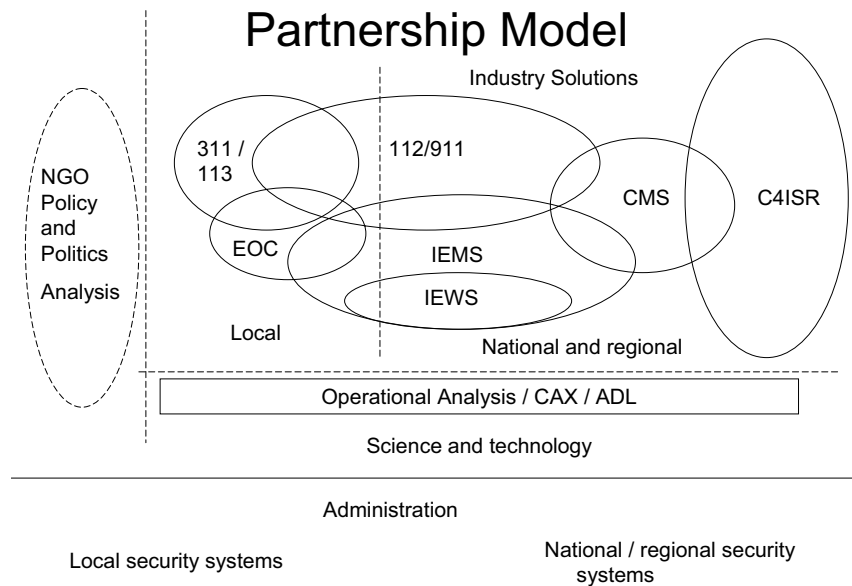 Partnership Model
Industry Solutions
311 /
113
112/911
NGO
Policy
and
Politics
Analysis
CMS
C4ISR
EOC
IEMS
IEWS
Local
National and regional
Operational Analysis / CAX / ADL
Science and technology
Administration
Local security systems
National / regional security
systems